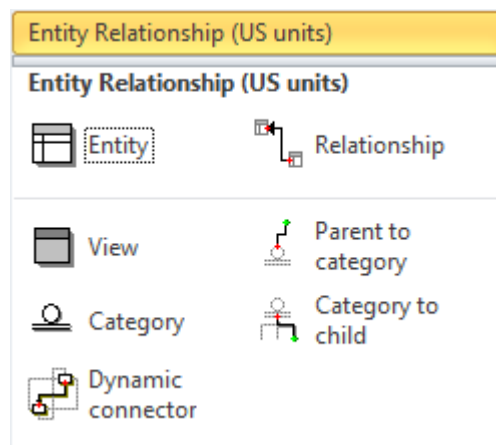 Entity Relationship (US units)
Entity Relationship (US units)
Entity
Relationship
View
Parent to
category
Category
Category to
child
Dynamic
connector